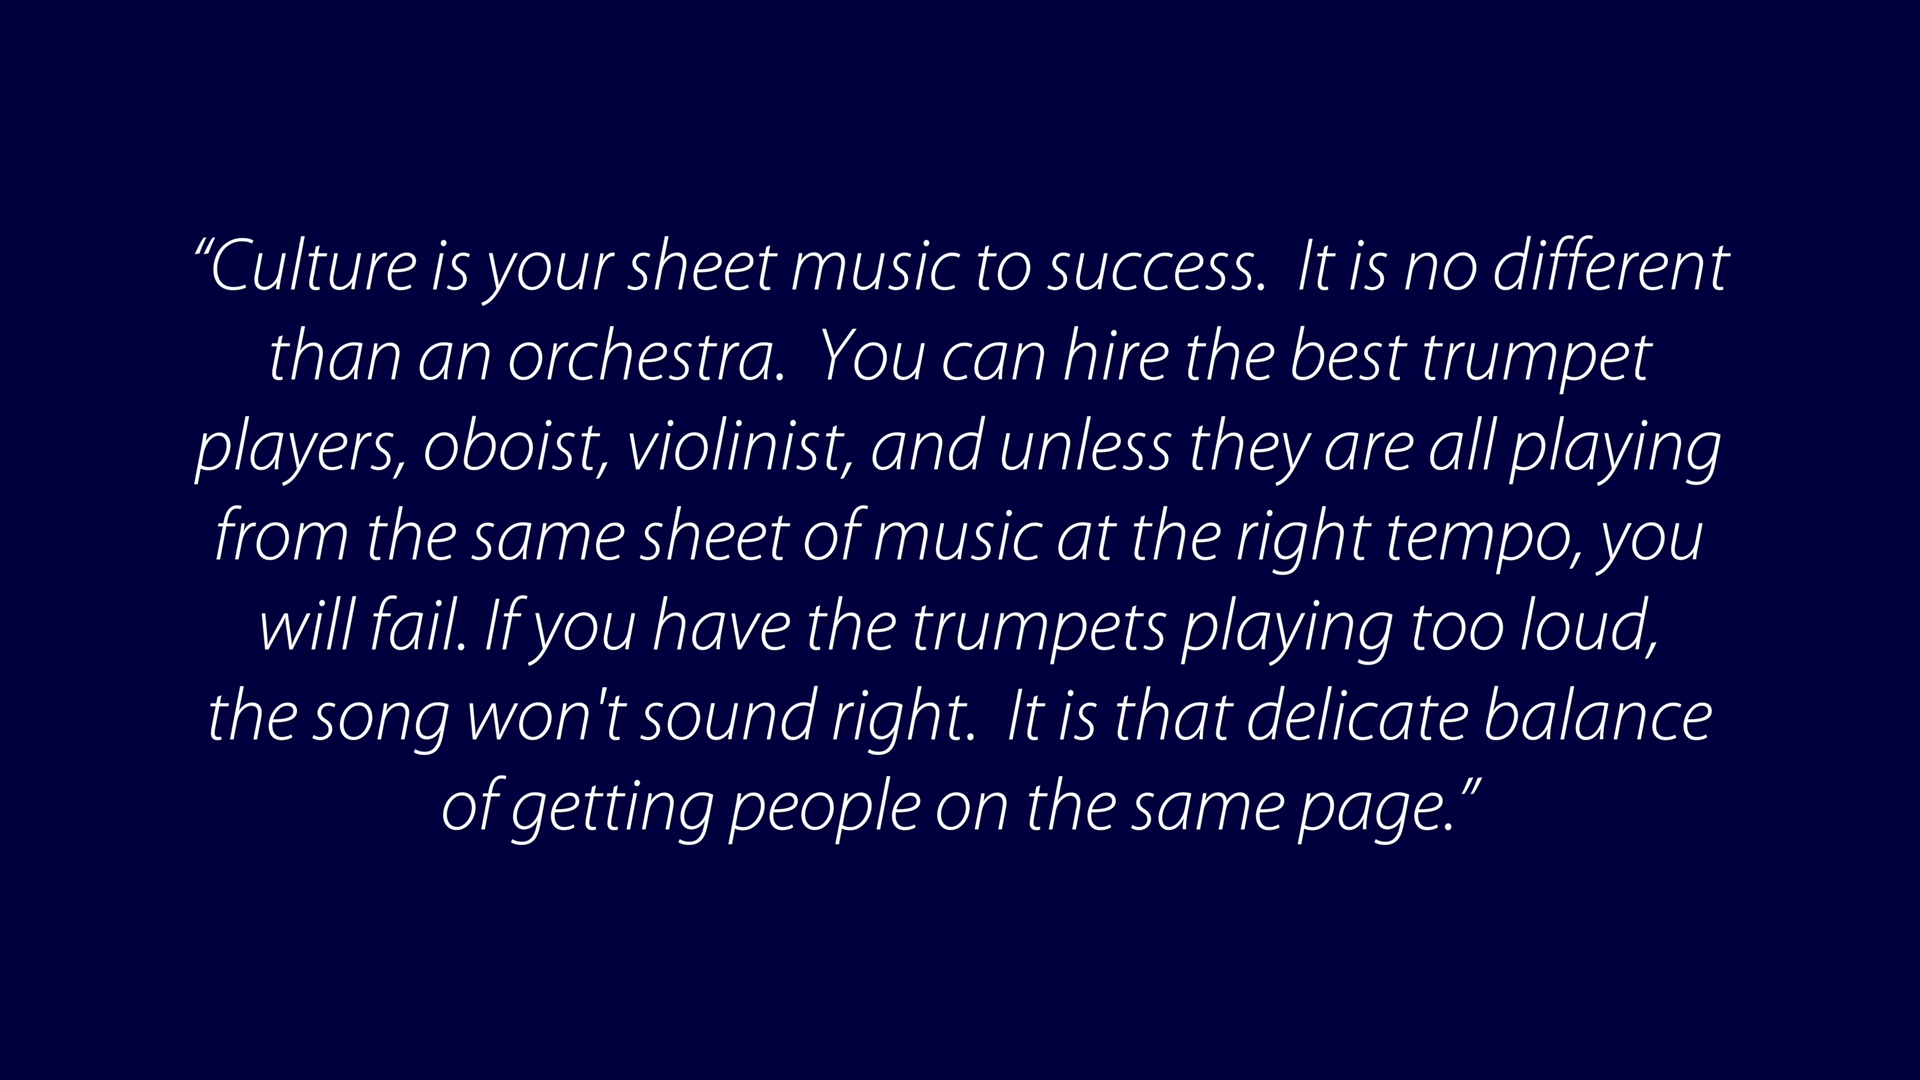 “Culture is your sheet music to success.  It is no different
than an orchestra.  You can hire the best trumpet
players, oboist, violinist, and unless they are all playing
from the same sheet of music at the right tempo, you
will fail. If you have the trumpets playing too loud,
the song won't sound right.  It is that delicate balance
of getting people on the same page.”